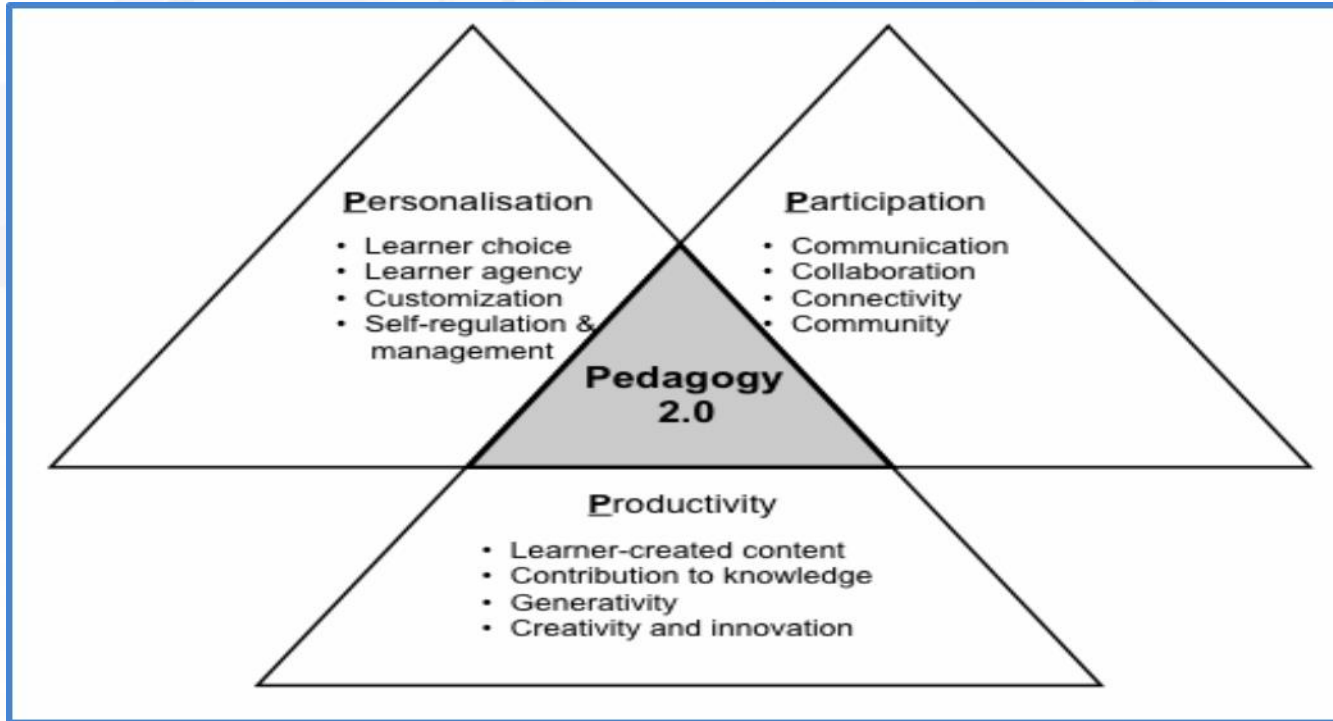 Personalisation
• Learner choice
• Learner agency
• Customization
• Self-regulation &
management
Participation
• Communication
• Collaboration
• Connectivity
• Community
Pedagogy
2.0
Productivity
• Learner-created content
• Contribution to knowledge
• Generativity
• Creativity and innovation